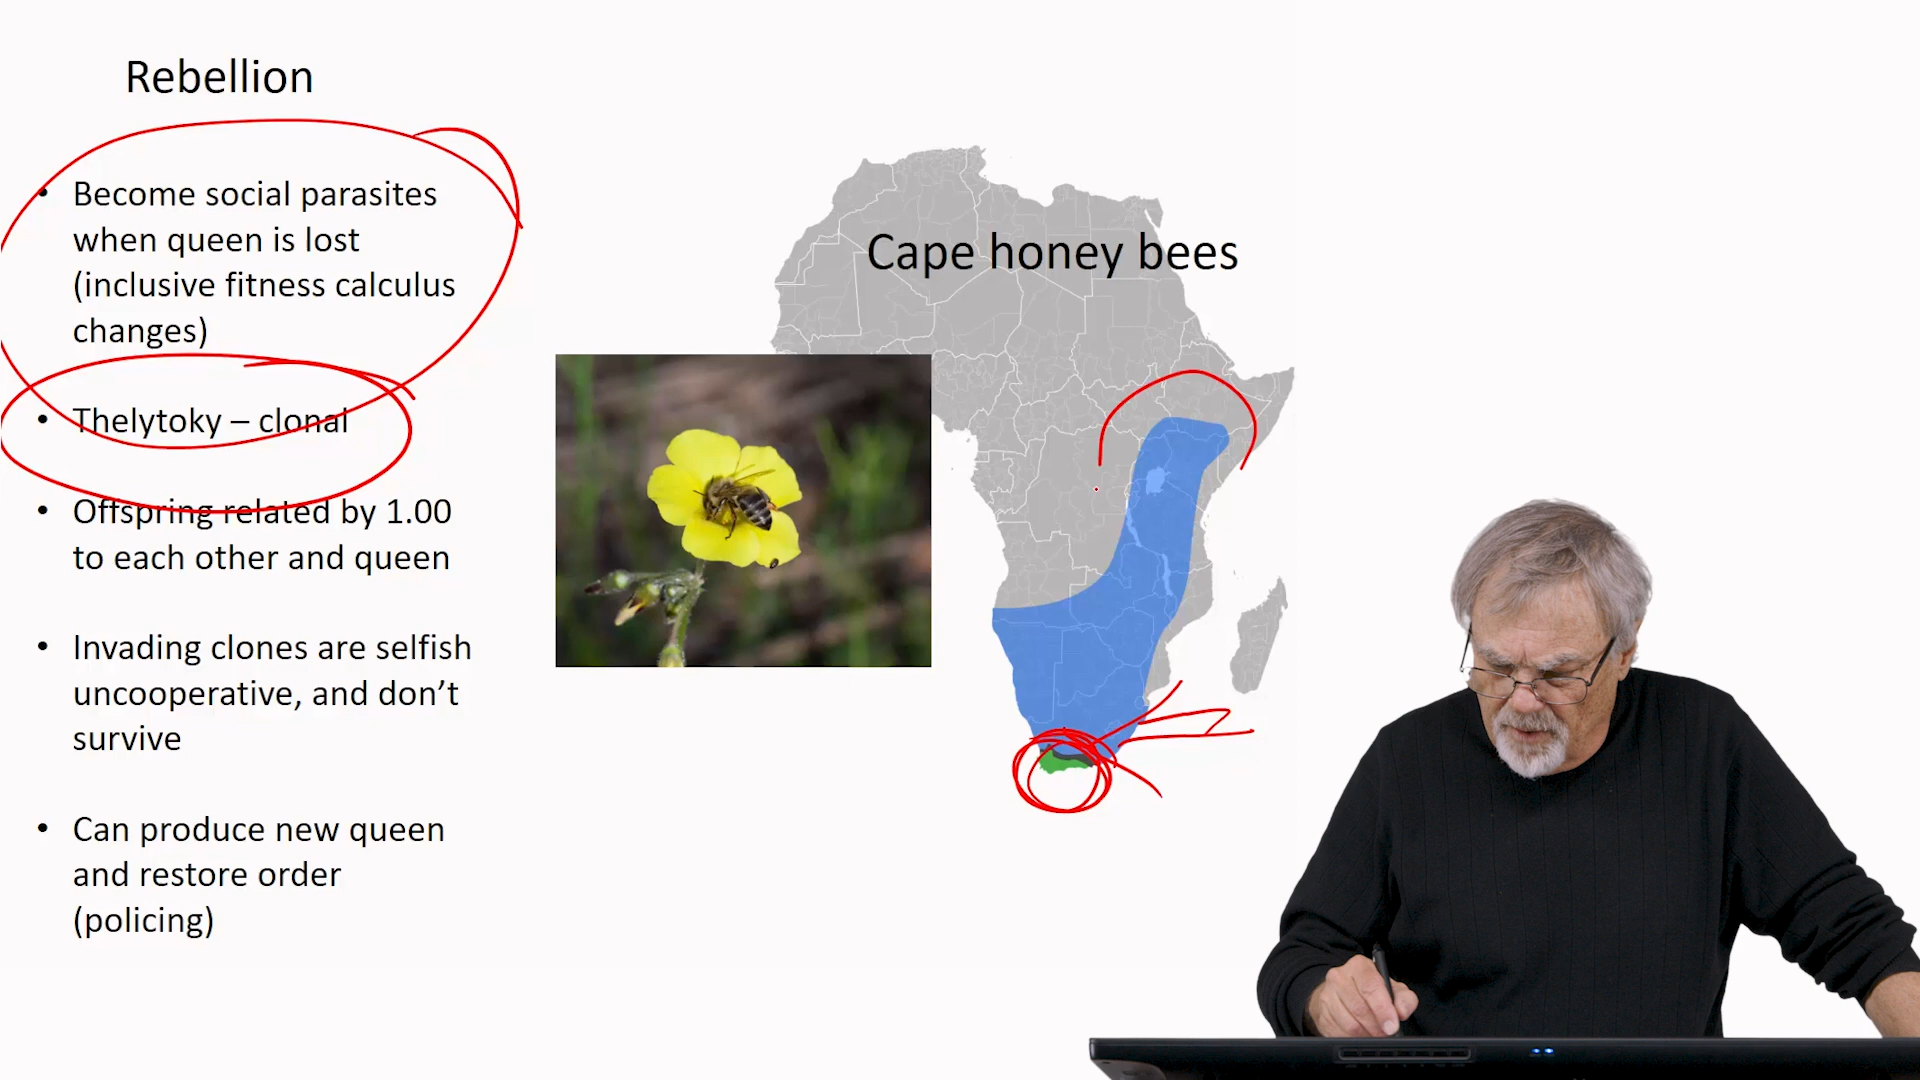 Rebellion
• Become social parasites
when queen is lost
(inclusive fitness calculus
changes)
• Thelytoky – clonal
• Offspring related by 1.00
to each other and queen
• Invading clones are selfish
uncooperative, and don’t
survive
• Can produce new queen
and restore order
(policing)
Cape honey bees